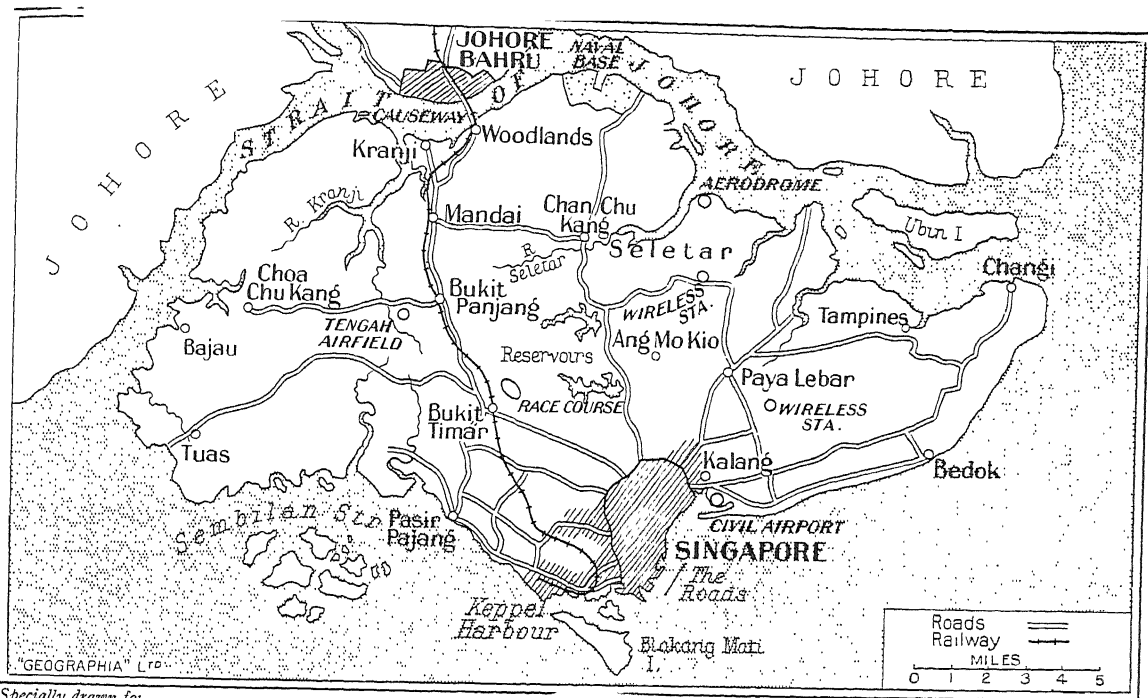 JOHORE
BAHRU
NAVAL
BASE
JOHORE
JOHORE
STRAIT OF JOHORE
CAUSEWAY
Woodlands
Kranji
R. Kranji
AERODROME
Mandai
Chan Chu
Kang
Ubin I
R.
Seletar
Seletar
Changi
Choa
Chu Kang
Bukit
Panjang
WIRELESS
STA.
TENGAH
AIRFIELD
Tampines
Bajau
Ang Mo Kio
Reservoirs
Paya Lebar
RACE COURSE
WIRELESS
STA.
Bukit
Timar
Tuas
Kalang
Bedok
Sembilan Str
Pasir
Pajang
CIVIL AIRPORT
SINGAPORE
The
Roads
Keppel
Harbour
Blakang Mati
I.
Roads
Railway
MILES
0 1 2 3 4 5
"GEOGRAPHIA" LTD
Specially drawn for